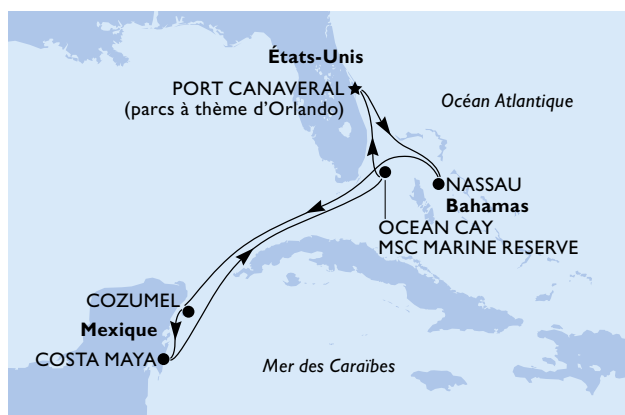 États-Unis
PORT CANAVERAL
(parcs à thème d'Orlando)
Océan Atlantique
NASSAU
Bahamas
OCEAN CAY
MSC MARINE RESERVE
COZUMEL
Mexique
COSTA MAYA
Mer des Caraïbes